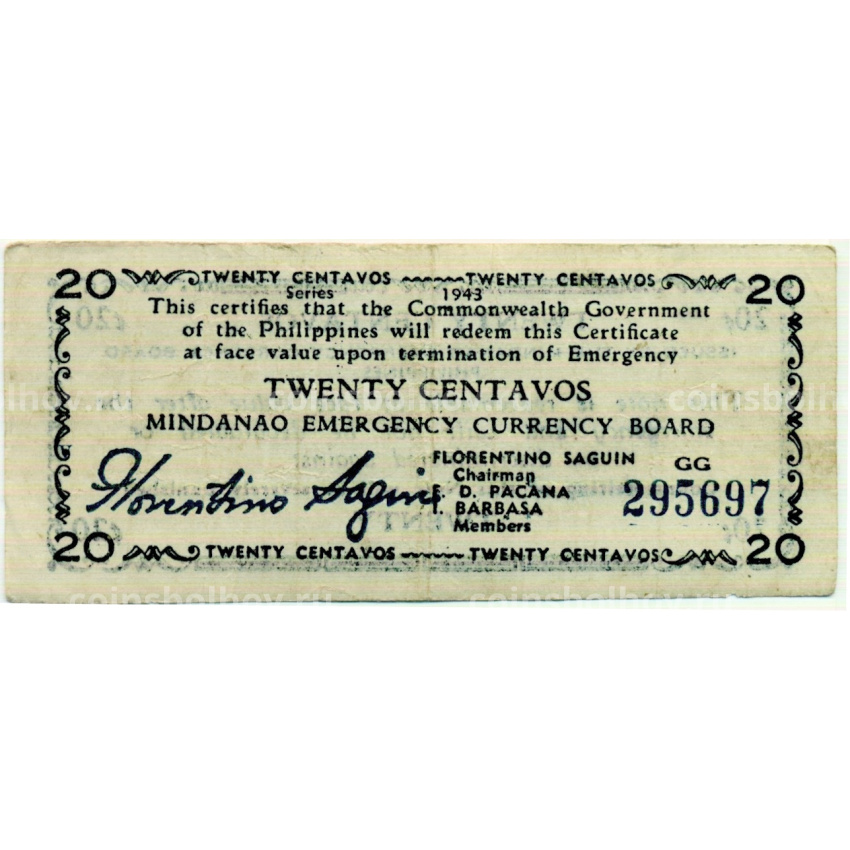 20 TWENTY CENTAVOS TWENTY CENTAVOS 20
Series 1943
This certifies that the Commonwealth Government
of the Philippines will redeem this Certificate
at face value upon termination of Emergency
TWENTY CENTAVOS
MINDANAO EMERGENCY CURRENCY BOARD
Florentino Saguin
FLORENTINO SAGUIN
Chairman
E. D. PACANA
T. BARBASA
Members
GG
295697
20 TWENTY CENTAVOS TWENTY CENTAVOS 20
coinsbolhov.ru